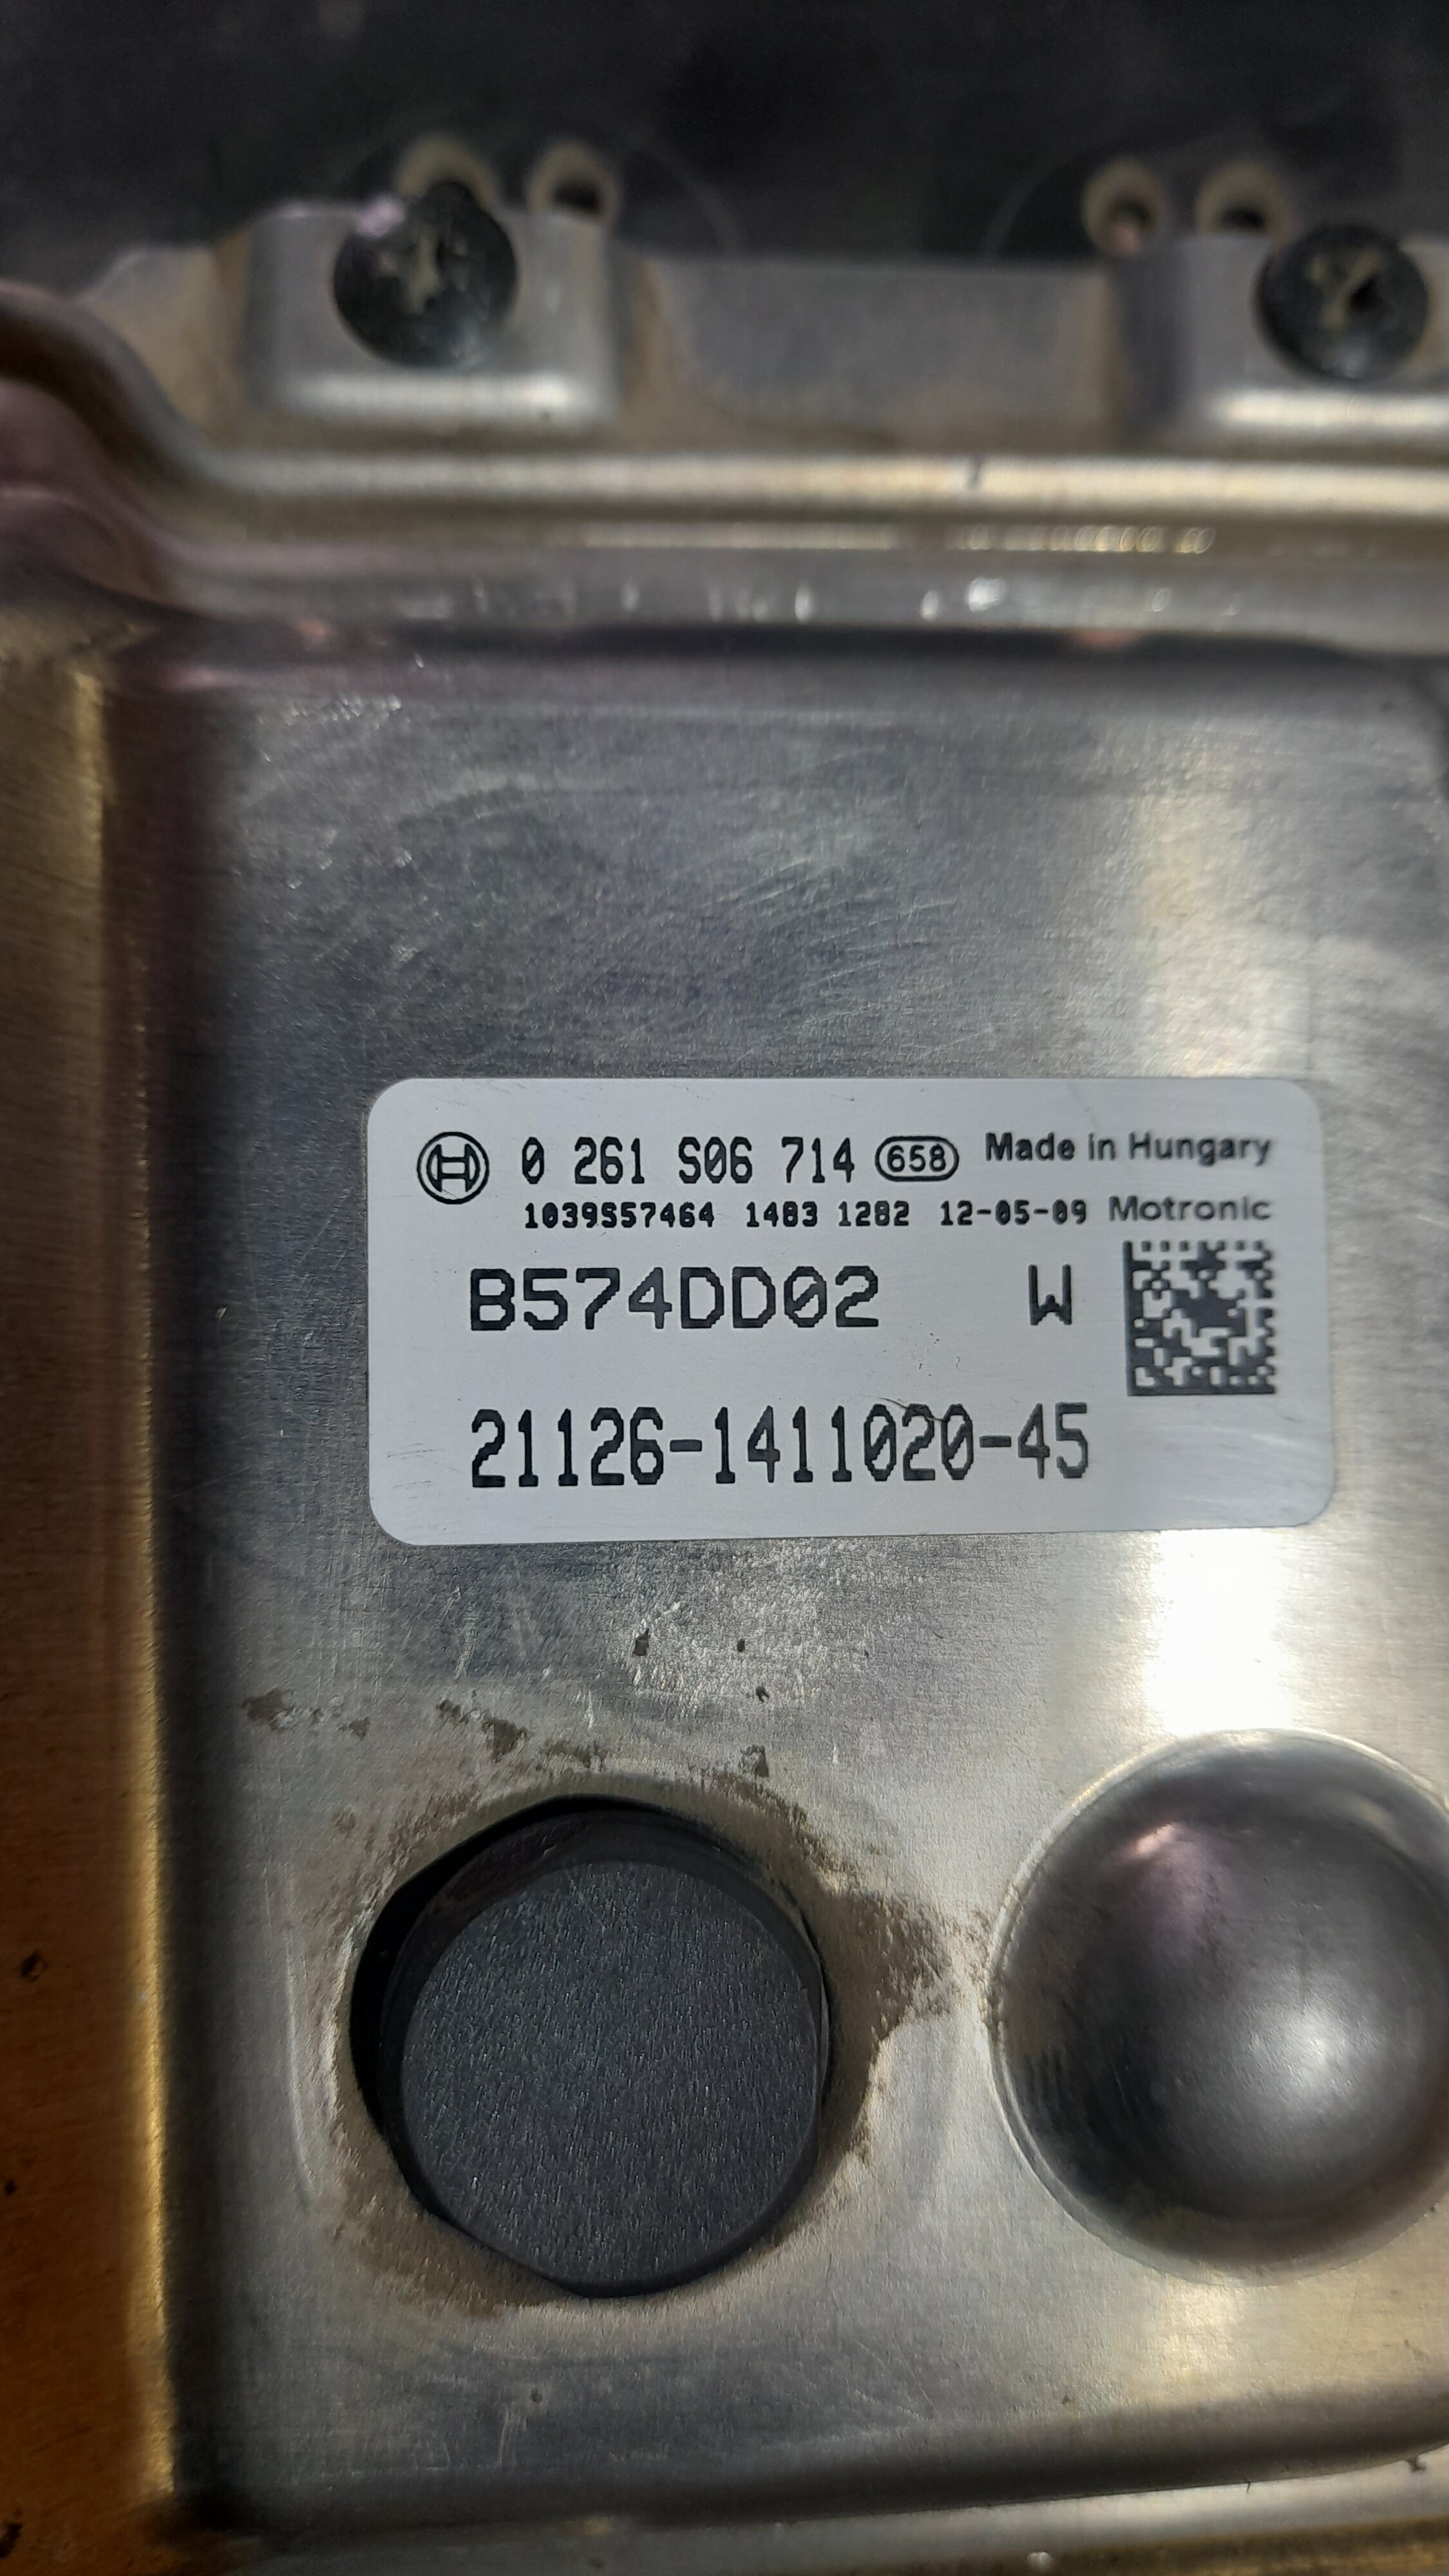 0 261 S06 714 658 Made in Hungary
1039S57464 1483 1282 12-05-09 Motronic
B574DD02 W
21126-1411020-45